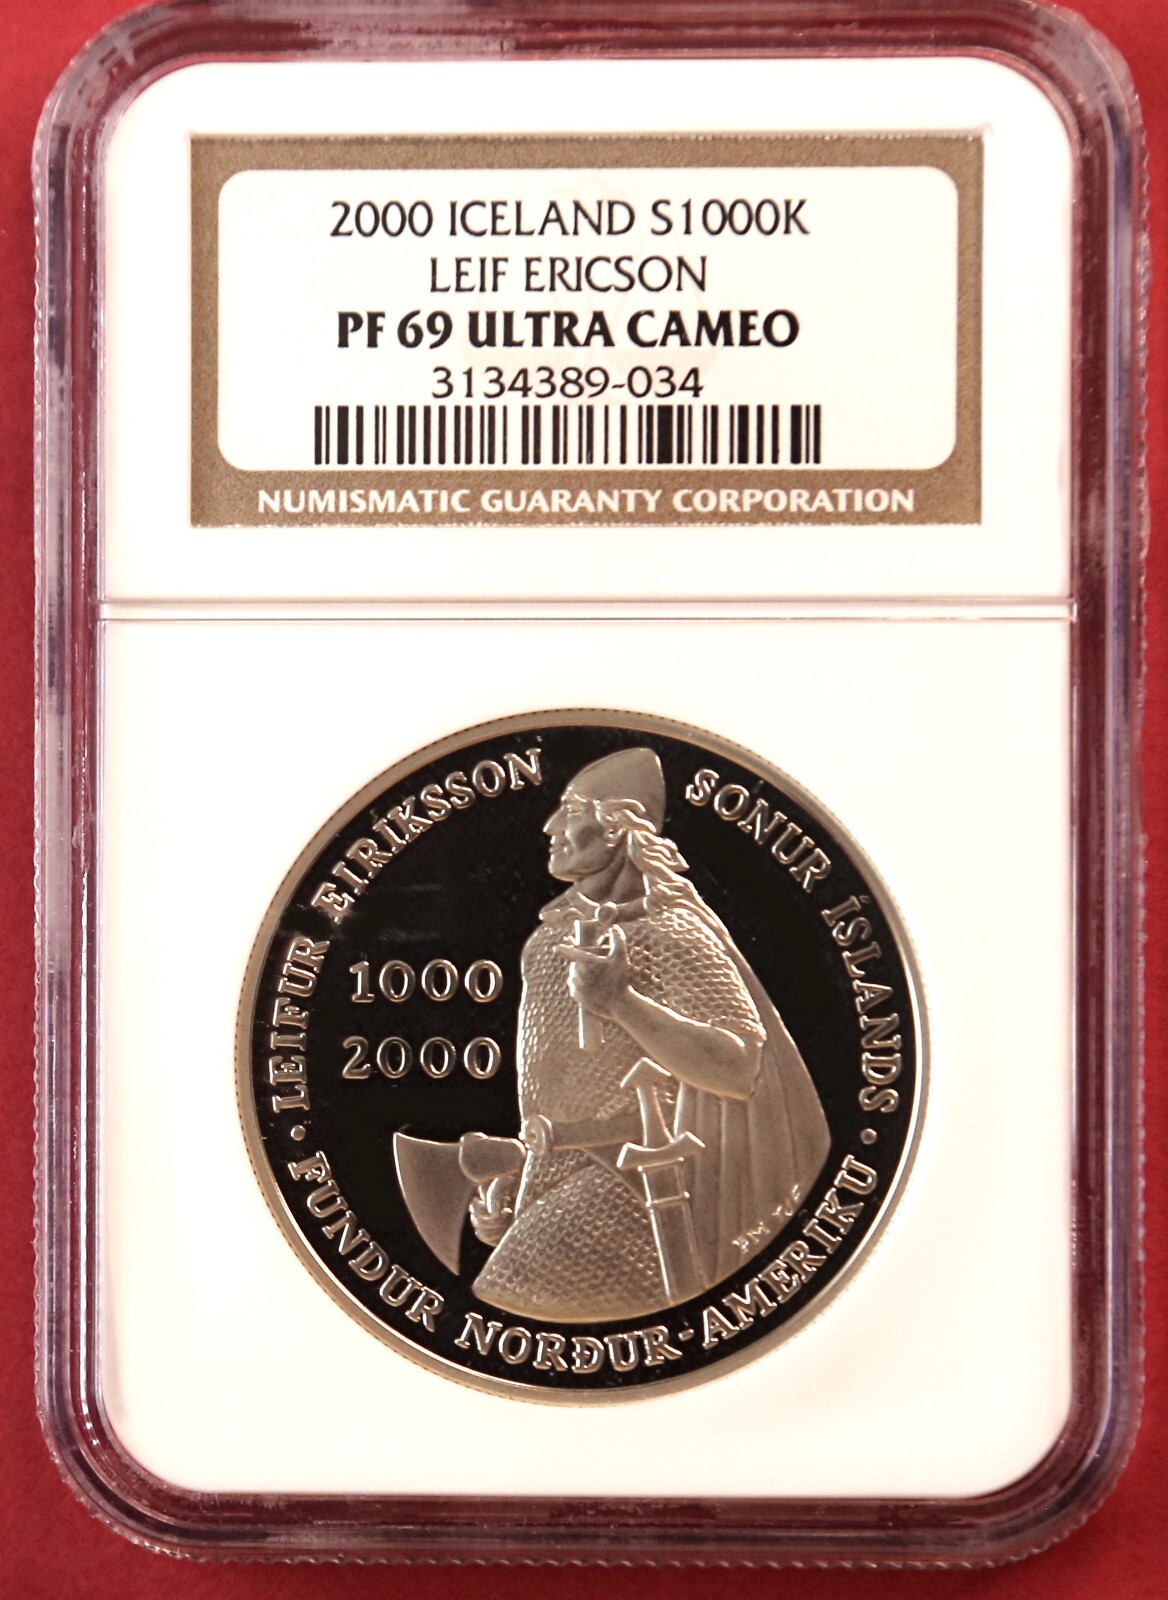 2000 ICELAND S1000K
LEIF ERICSON
PF 69 ULTRA CAMEO
3134389-034
NUMISMATIC GUARANTY CORPORATION
· LEIFUR EIRÍKSSON
SONUR ÍSLANDS ·
1000
2000
FUNDUR NORÐUR-AMERÍKU